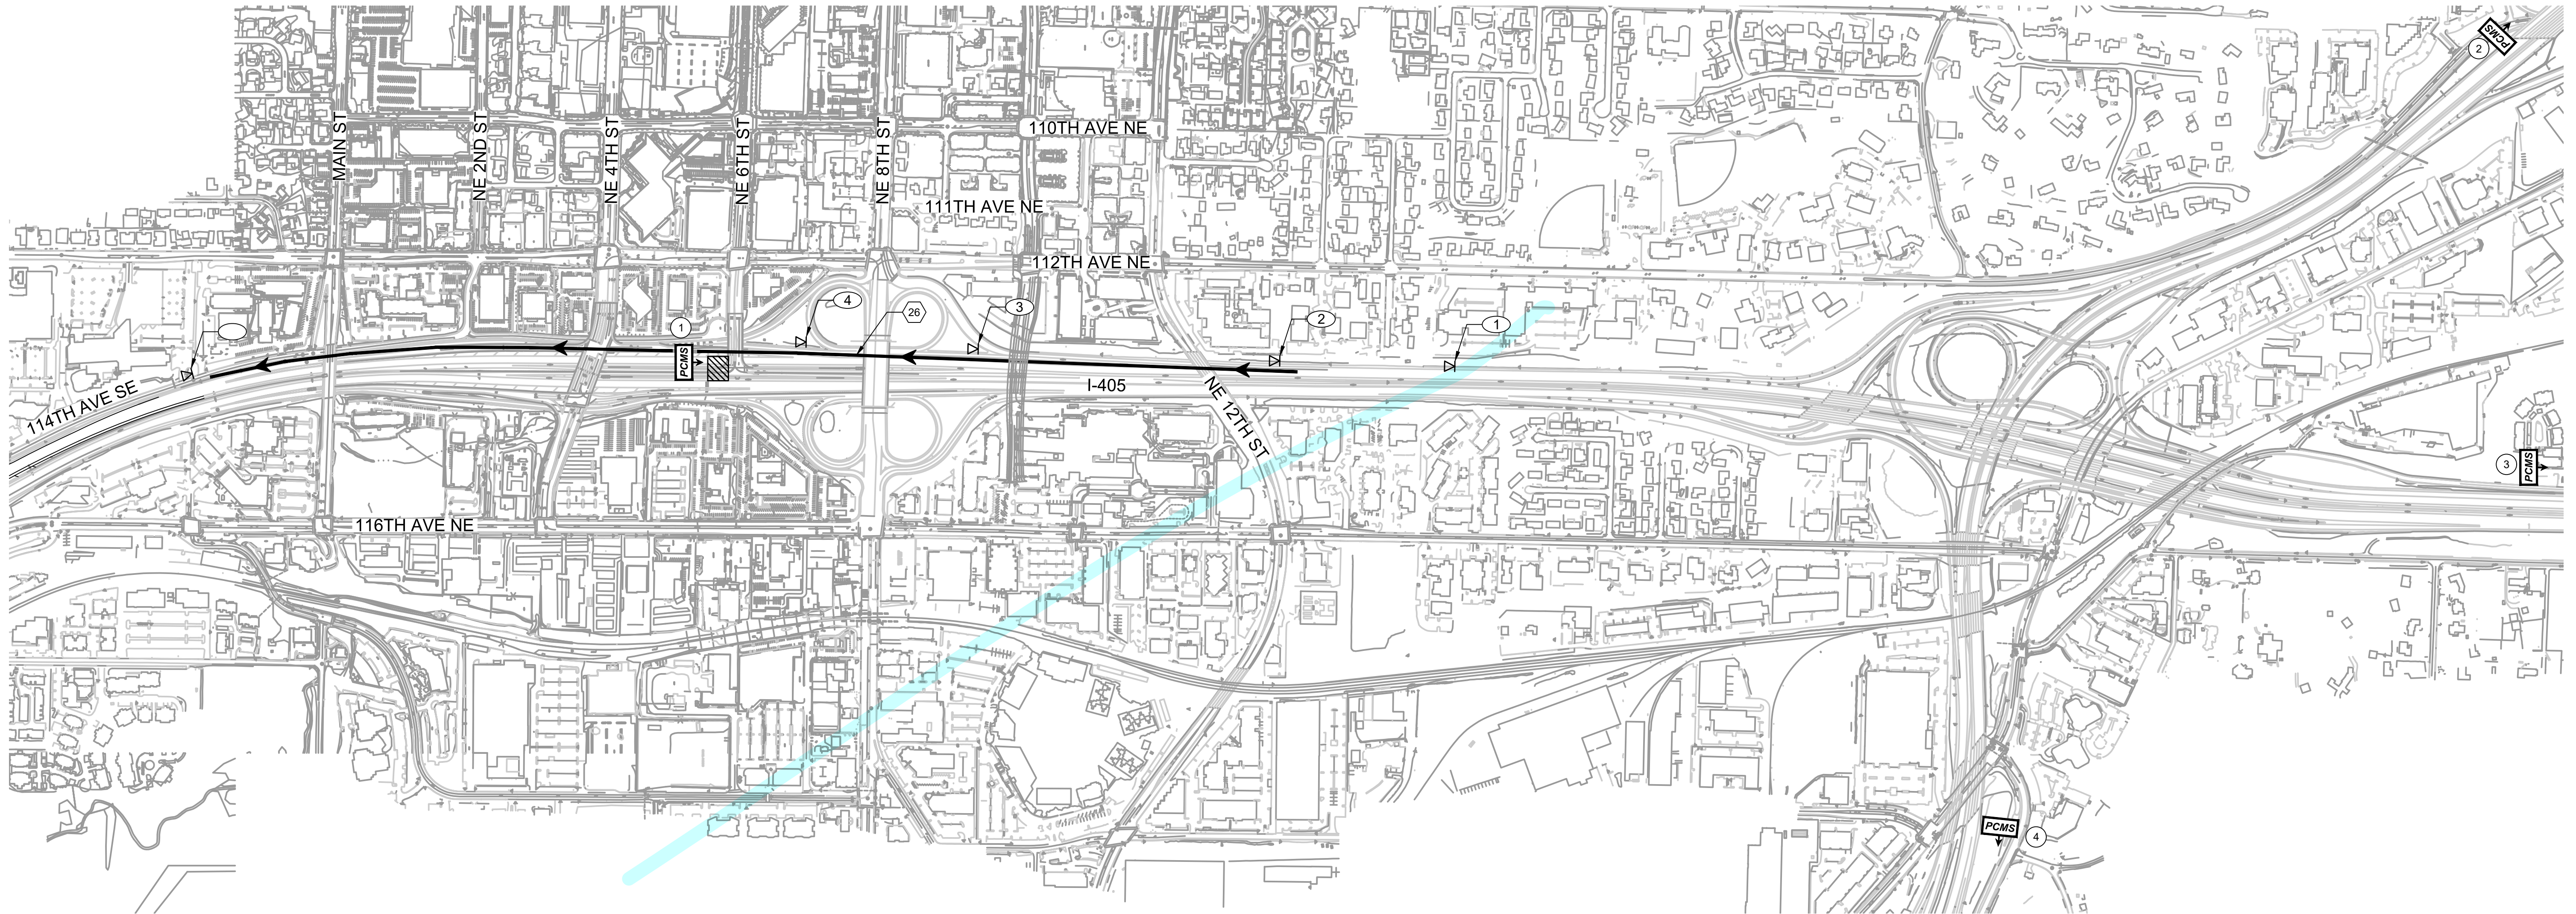 PCMS
2
MAIN ST
NE 2ND ST
NE 4TH ST
NE 6TH ST
NE 8TH ST
110TH AVE NE
111TH AVE NE
112TH AVE NE
4
26
3
2
1
1
PCMS
I-405
NE 12TH ST
114TH AVE SE
3
PCMS
116TH AVE NE
PCMS
4